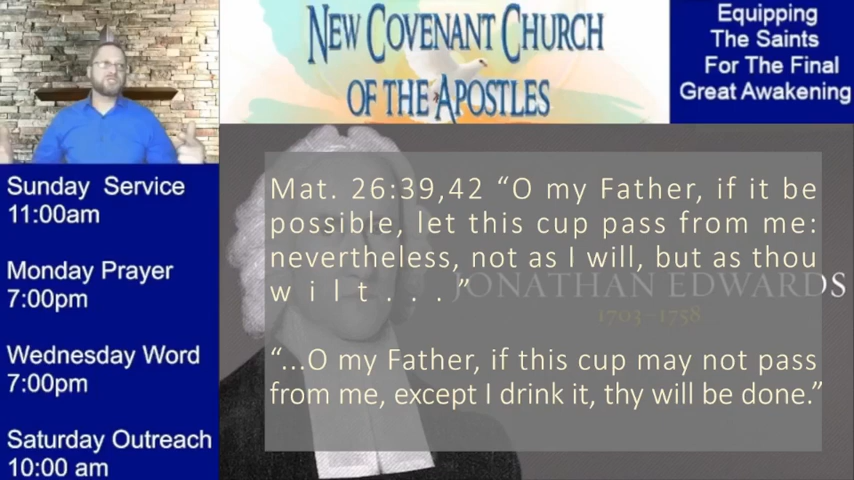 NEW COVENANT CHURCH
OF THE APOSTLES
Equipping
The Saints
For The Final
Great Awakening
Sunday Service
11:00am
Monday Prayer
7:00pm
Wednesday Word
7:00pm
Saturday Outreach
10:00 am
Mat. 26:39,42 “O my Father, if it be
possible, let this cup pass from me:
nevertheless, not as I will, but as thou
wilt...”
JONATHAN EDWARDS
1703–1758
“...O my Father, if this cup may not pass
from me, except I drink it, thy will be done.”